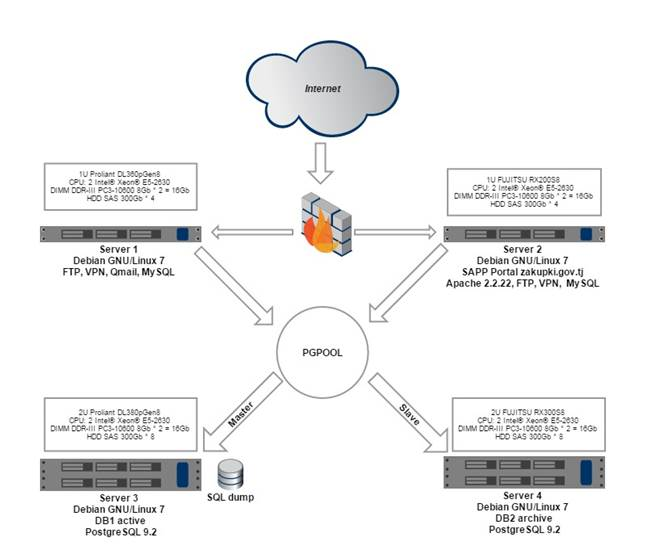 Internet
1U Proliant DL360pGen8
CPU: 2 Intel® Xeon® E5-2630
DIMM DDR-III PC3-10600 8Gb * 2 = 16Gb
HDD SAS 300Gb * 4
1U FUJITSU RX200S8
CPU: 2 Intel® Xeon® E5-2630
DIMM DDR-III PC3-10600 8Gb * 2 = 16Gb
HDD SAS 300Gb * 4
Server 1
Debian GNU/Linux 7
FTP, VPN, Qmail, MySQL
Server 2
Debian GNU/Linux 7
SAPP Portal zakupki.gov.tj
Apache 2.2.22, FTP, VPN, MySQL
PGPOOL
Master
Slave
2U Proliant DL380pGen8
CPU: 2 Intel® Xeon® E5-2630
DIMM DDR-III PC3-10600 8Gb * 2 = 16Gb
HDD SAS 300Gb * 8
2U FUJITSU RX300S8
CPU: 2 Intel® Xeon® E5-2630
DIMM DDR-III PC3-10600 8Gb * 2 = 16Gb
HDD SAS 300Gb * 8
Server 3
Debian GNU/Linux 7
DB1 active
PostgreSQL 9.2
SQL dump
Server 4
Debian GNU/Linux 7
DB2 archive
PostgreSQL 9.2